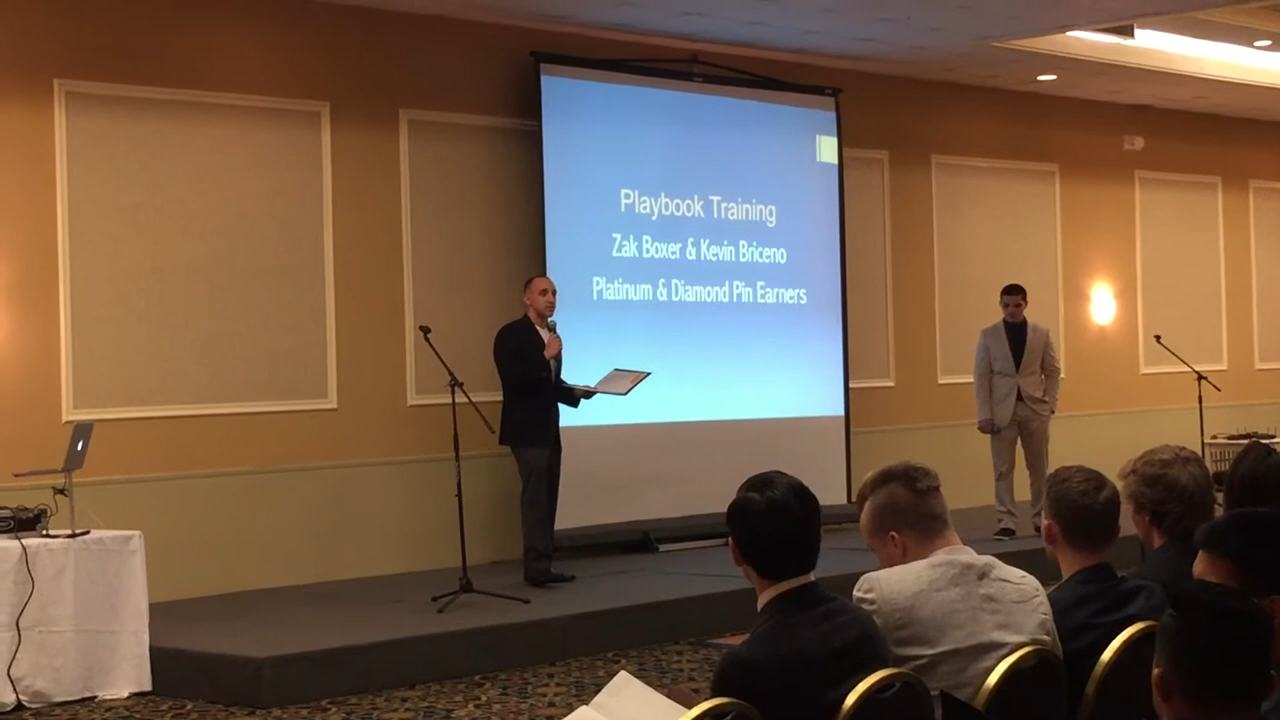 Playbook Training
Zak Boxer & Kevin Briceno
Platinum & Diamond Pin Earners